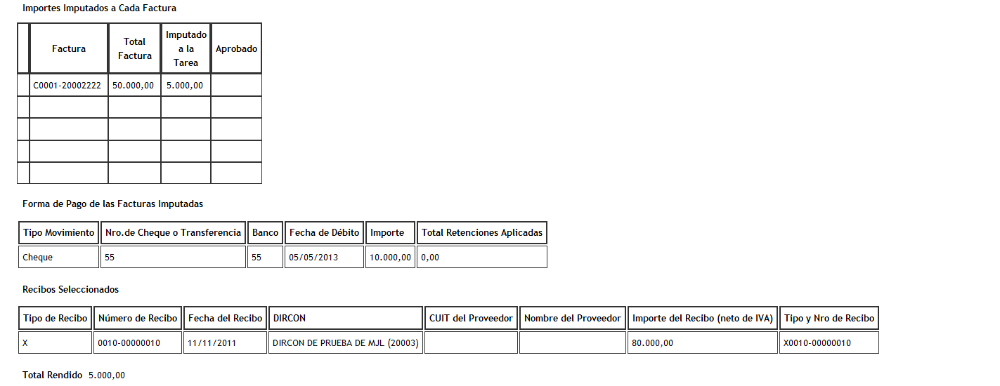 Importes Imputados a Cada Factura
Factura Total Factura Imputado a la Tarea Aprobado
C0001-20002222 50.000,00 5.000,00
Forma de Pago de las Facturas Imputadas
Tipo Movimiento Nro.de Cheque o Transferencia Banco Fecha de Débito Importe Total Retenciones Aplicadas
Cheque 55 55 05/05/2013 10.000,00 0,00
Recibos Seleccionados
Tipo de Recibo Número de Recibo Fecha del Recibo DIRCON CUIT del Proveedor Nombre del Proveedor Importe del Recibo (neto de IVA) Tipo y Nro de Recibo
X 0010-00000010 11/11/2011 DIRCON DE PRUEBA DE MJL (20003) 80.000,00 X0010-00000010
Total Rendido 5.000,00